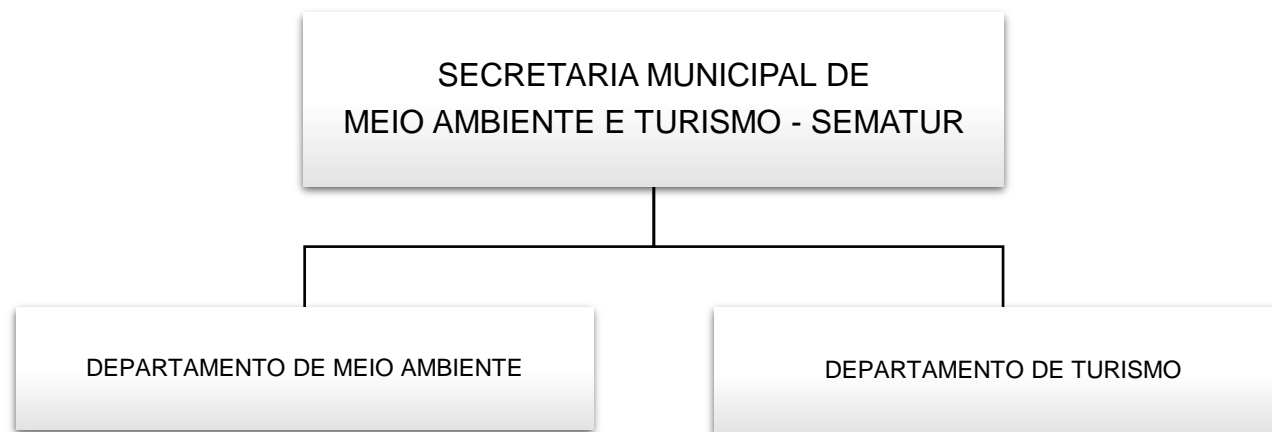 SECRETARIA MUNICIPAL DE
MEIO AMBIENTE E TURISMO - SEMATUR
DEPARTAMENTO DE MEIO AMBIENTE
DEPARTAMENTO DE TURISMO